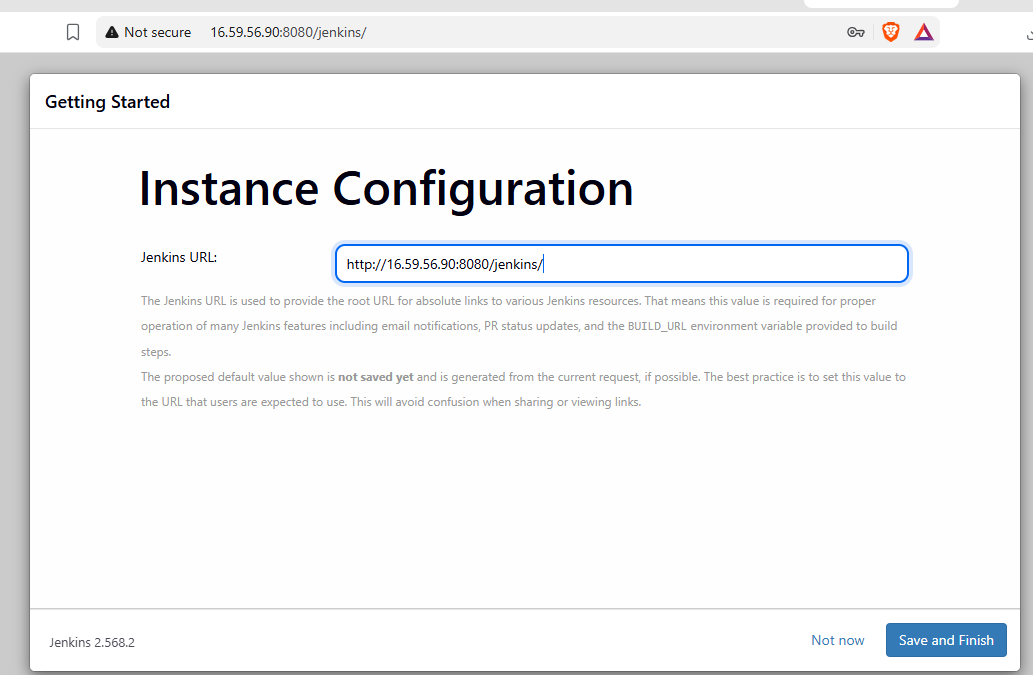 Not secure 16.59.56.90:8080/jenkins/
Getting Started
Instance Configuration
Jenkins URL:
http://16.59.56.90:8080/jenkins/
The Jenkins URL is used to provide the root URL for absolute links to various Jenkins resources. That means this value is required for proper
operation of many Jenkins features including email notifications, PR status updates, and the BUILD_URL environment variable provided to build
steps.
The proposed default value shown is not saved yet and is generated from the current request, if possible. The best practice is to set this value to
the URL that users are expected to use. This will avoid confusion when sharing or viewing links.
Jenkins 2.568.2
Not now
Save and Finish